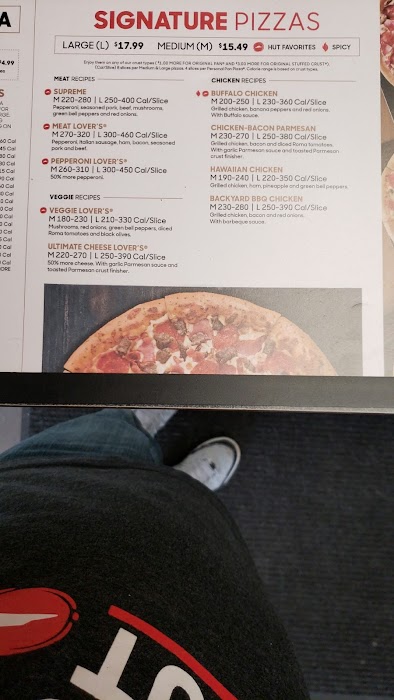 A
SIGNATURE PIZZAS
LARGE (L) $17.99 MEDIUM (M) $15.49 HUT FAVORITES SPICY
MEAT RECIPES
SUPREME
M 220-280 | L 250-400 Cal/Slice
Pepperoni, seasoned pork, beef, mushrooms,
green bell peppers and red onions.
MEAT LOVER'S®
M 270-320 | L 300-460 Cal/Slice
Pepperoni, Italian sausage, ham, bacon, seasoned
pork and beef.
PEPPERONI LOVER'S®
M 260-310 | L 300-450 Cal/Slice
50% more pepperoni.
VEGGIE RECIPES
VEGGIE LOVER'S®
M 180-230 | L 210-330 Cal/Slice
Mushrooms, red onions, green bell peppers, diced
Roma tomatoes and black olives.
ULTIMATE CHEESE LOVER'S®
M 220-270 | L 250-390 Cal/Slice
50% more cheese. With garlic Parmesan sauce and
toasted Parmesan crust finisher.
CHICKEN RECIPES
BUFFALO CHICKEN
M 200-250 | L 230-360 Cal/Slice
Grilled chicken, banana peppers and red onions.
With Buffalo sauce.
CHICKEN-BACON PARMESAN
M 230-270 | L 250-380 Cal/Slice
Grilled chicken, bacon and diced Roma tomatoes.
With garlic Parmesan sauce and toasted Parmesan
crust finisher.
HAWAIIAN CHICKEN
M 190-240 | L 220-350 Cal/Slice
Grilled chicken, ham, pineapple and green bell peppers.
BACKYARD BBQ CHICKEN
M 230-280 | L 250-390 Cal/Slice
Grilled chicken, bacon and red onions.
With barbeque sauce.
UT